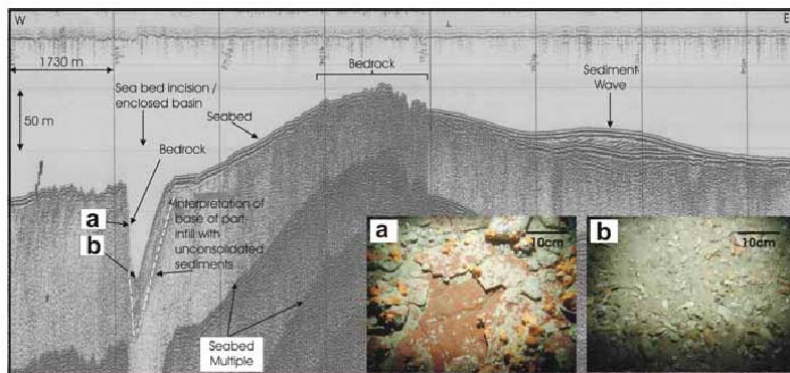 W
E
1730 m
Bedrock
Sea bed incision /
enclosed basin
Sediment
Wave
Seabed
50 m
Bedrock
Interpretation of
base of part-
infill with
unconsolidated
sediments
a
b
a
10cm
b
10cm
Seabed
Multiple